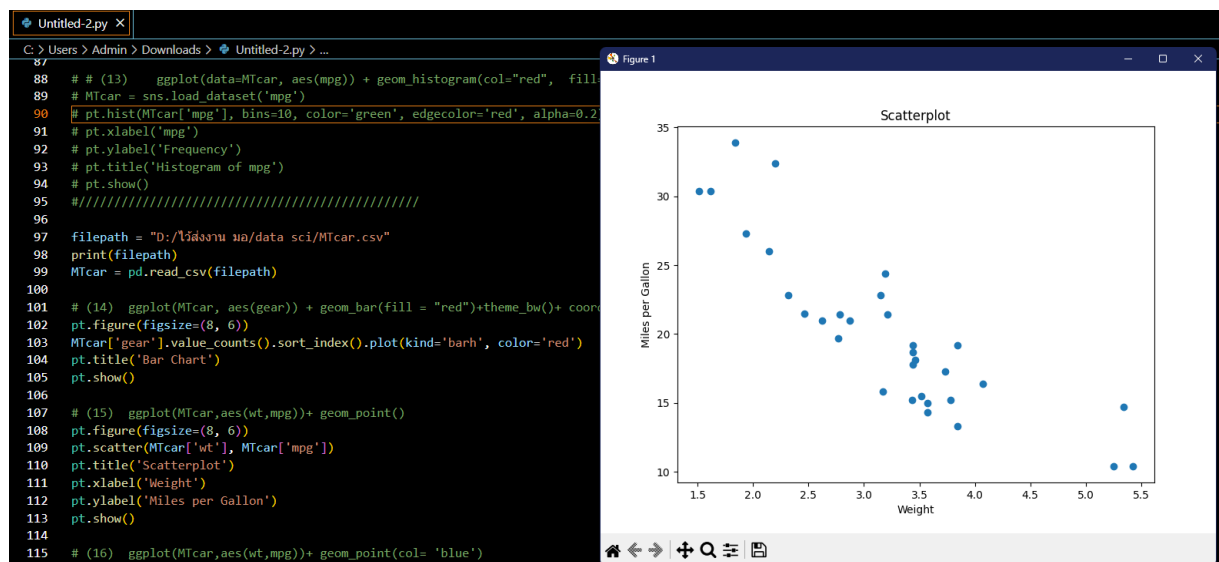 Untitled-2.py ×
C: > Users > Admin > Downloads > Untitled-2.py > ...
87
88 # # (13) ggplot(data=MTcar, aes(mpg)) + geom_histogram(col="red", fill=
89 # MTcar = sns.load_dataset('mpg')
90 # pt.hist(MTcar['mpg'], bins=10, color='green', edgecolor='red', alpha=0.2
91 # pt.xlabel('mpg')
92 # pt.ylabel('Frequency')
93 # pt.title('Histogram of mpg')
94 # pt.show()
95 #////////////////////////////////////////////////
96
97 filepath = "D:/ไว้ส่งงาน มอ/data sci/MTcar.csv"
98 print(filepath)
99 MTcar = pd.read_csv(filepath)
100
101 # (14) ggplot(MTcar, aes(gear)) + geom_bar(fill = "red")+theme_bw()+ coor
102 pt.figure(figsize=(8, 6))
103 MTcar['gear'].value_counts().sort_index().plot(kind='barh', color='red')
104 pt.title('Bar Chart')
105 pt.show()
106
107 # (15) ggplot(MTcar,aes(wt,mpg))+ geom_point()
108 pt.figure(figsize=(8, 6))
109 pt.scatter(MTcar['wt'], MTcar['mpg'])
110 pt.title('Scatterplot')
111 pt.xlabel('Weight')
112 pt.ylabel('Miles per Gallon')
113 pt.show()
114
115 # (16) ggplot(MTcar,aes(wt,mpg))+ geom_point(col= 'blue')
Figure 1
Scatterplot
35
30
25
20
15
10
Miles per Gallon
1.5 2.0 2.5 3.0 3.5 4.0 4.5 5.0 5.5
Weight